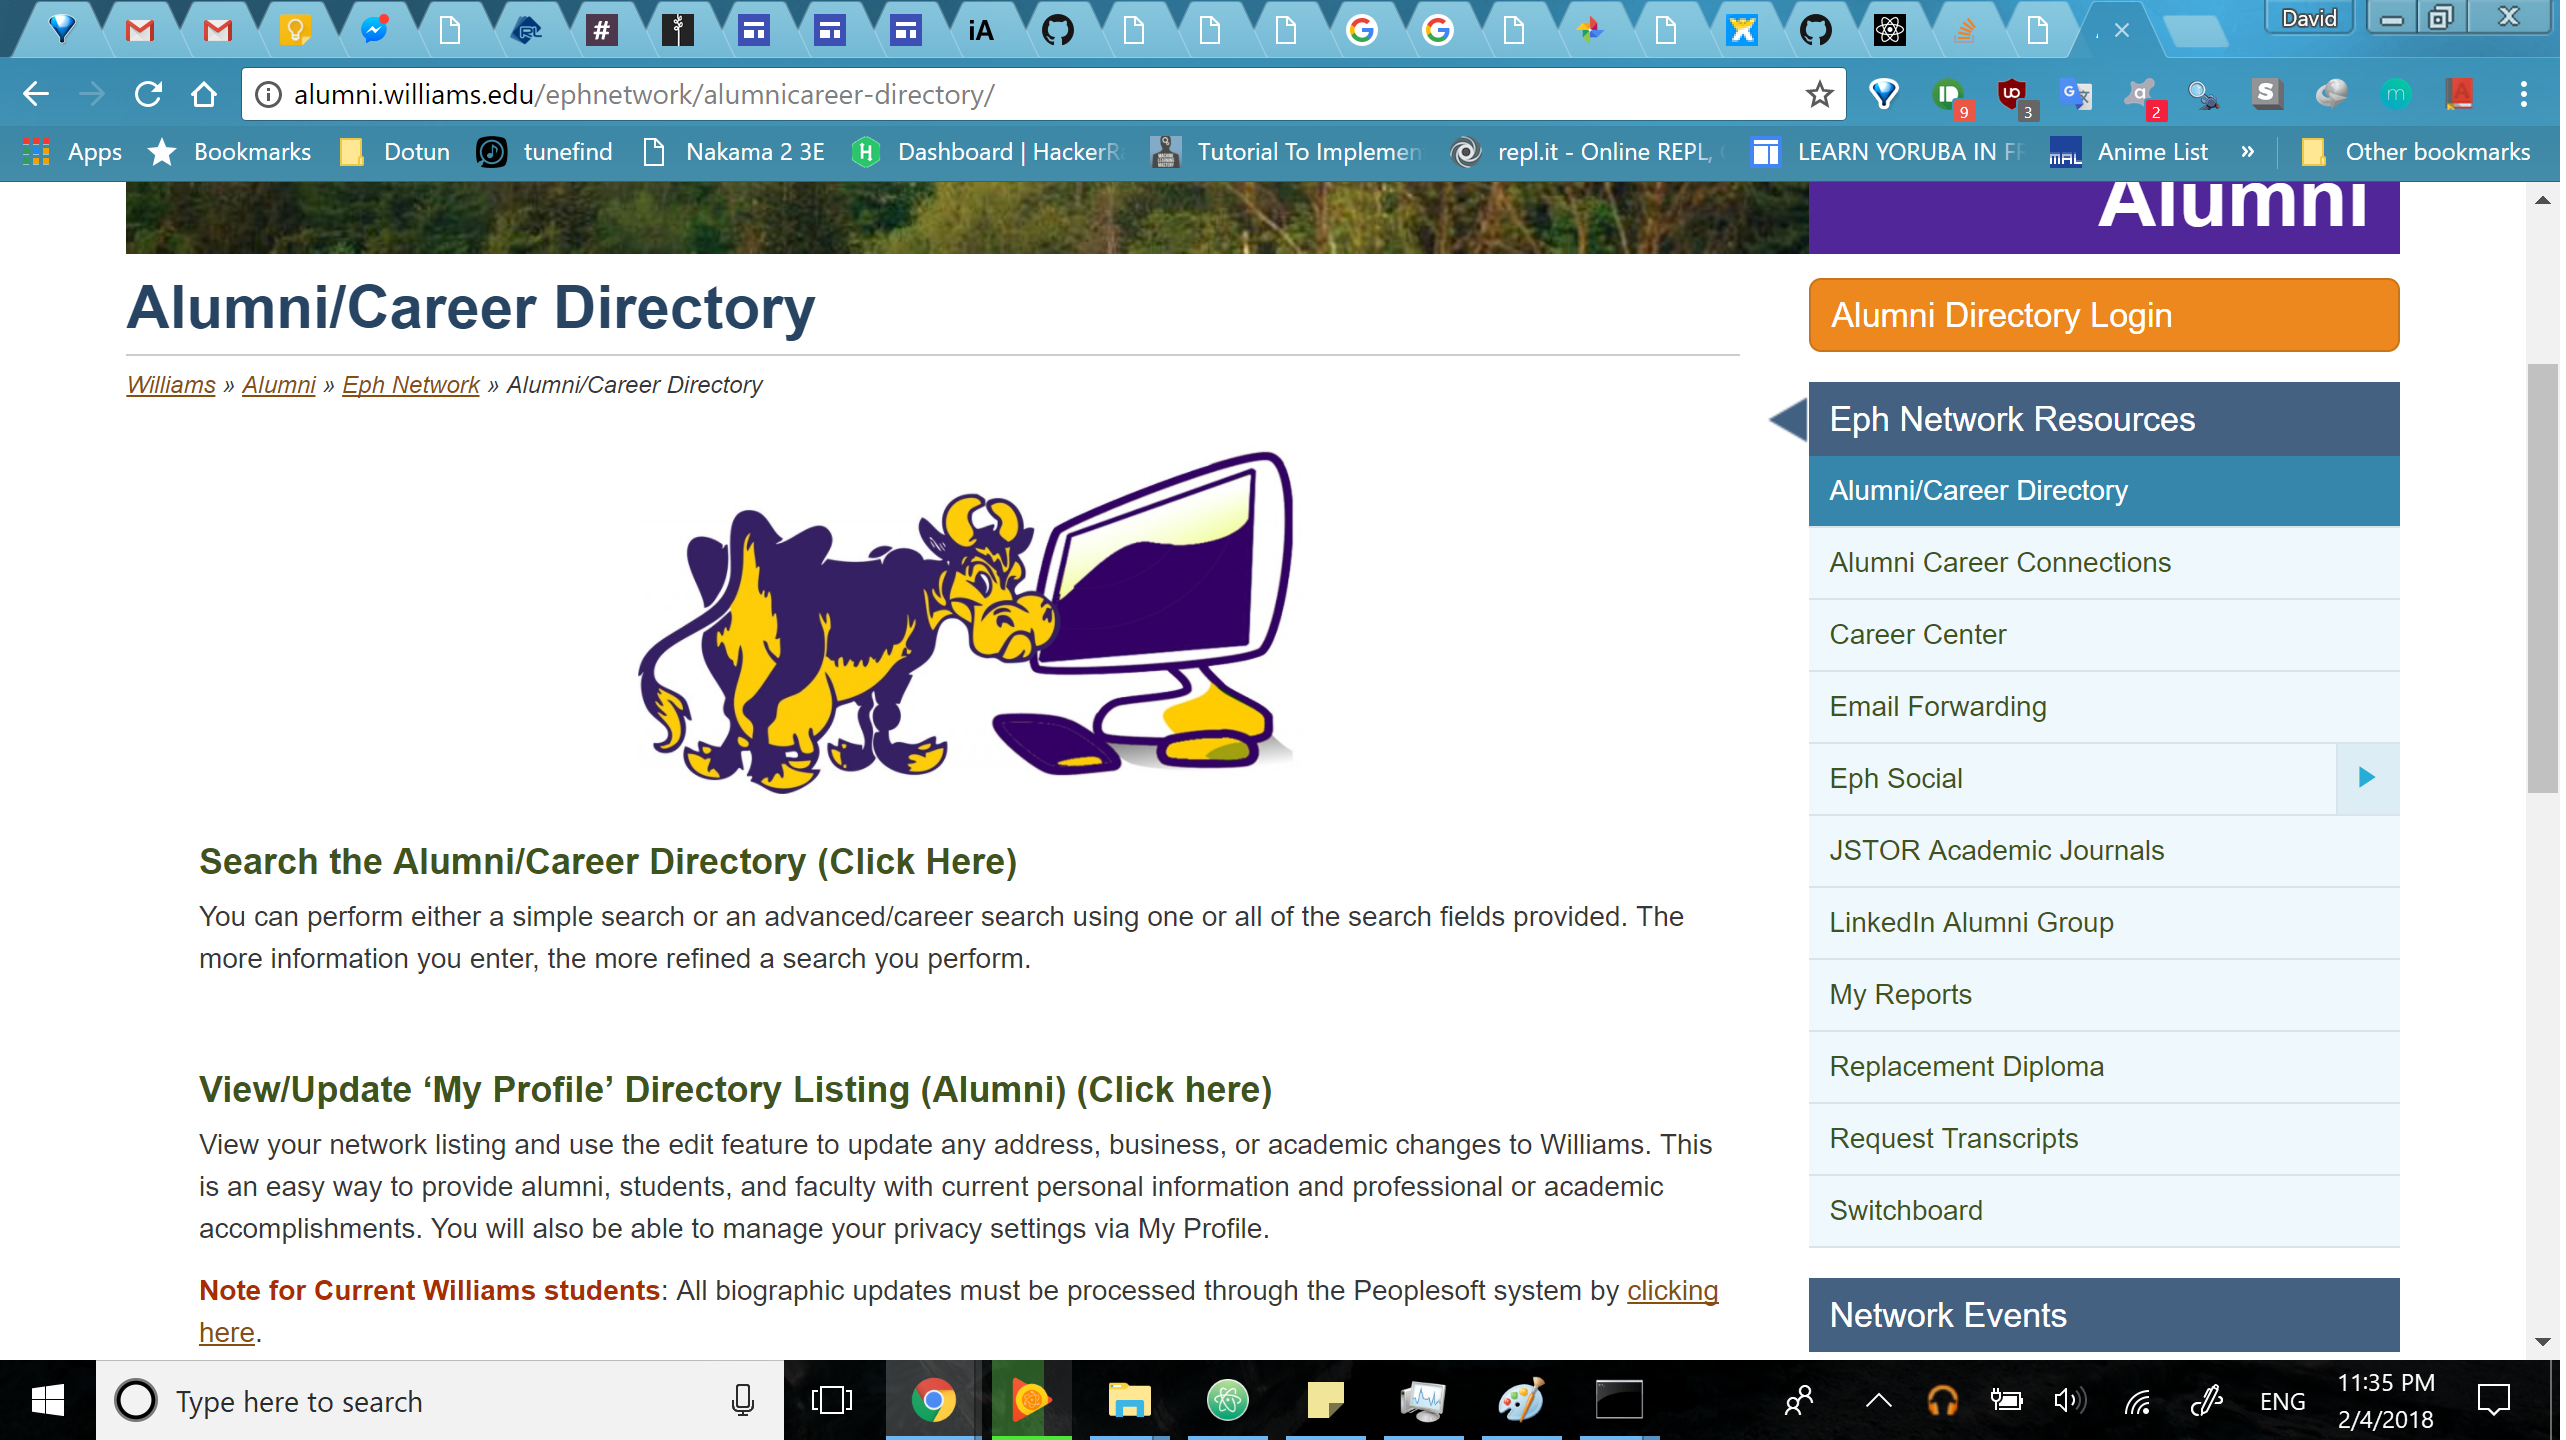 iA
David
alumni.williams.edu/ephnetwork/alumnicareer-directory/
9
3
2
Apps
Bookmarks
Dotun
tunefind
Nakama 2 3E
Dashboard | HackerR
Tutorial To Implemen
repl.it - Online REPL,
LEARN YORUBA IN FR
MAL
Anime List
»
Other bookmarks
Alumni
Alumni/Career Directory
Williams » Alumni » Eph Network » Alumni/Career Directory
Search the Alumni/Career Directory (Click Here)
You can perform either a simple search or an advanced/career search using one or all of the search fields provided. The
more information you enter, the more refined a search you perform.
View/Update ‘My Profile’ Directory Listing (Alumni) (Click here)
View your network listing and use the edit feature to update any address, business, or academic changes to Williams. This
is an easy way to provide alumni, students, and faculty with current personal information and professional or academic
accomplishments. You will also be able to manage your privacy settings via My Profile.
Note for Current Williams students: All biographic updates must be processed through the Peoplesoft system by clicking
here.
Alumni Directory Login
Eph Network Resources
Alumni/Career Directory
Alumni Career Connections
Career Center
Email Forwarding
Eph Social
JSTOR Academic Journals
LinkedIn Alumni Group
My Reports
Replacement Diploma
Request Transcripts
Switchboard
Network Events
Type here to search
ENG
11:35 PM
2/4/2018